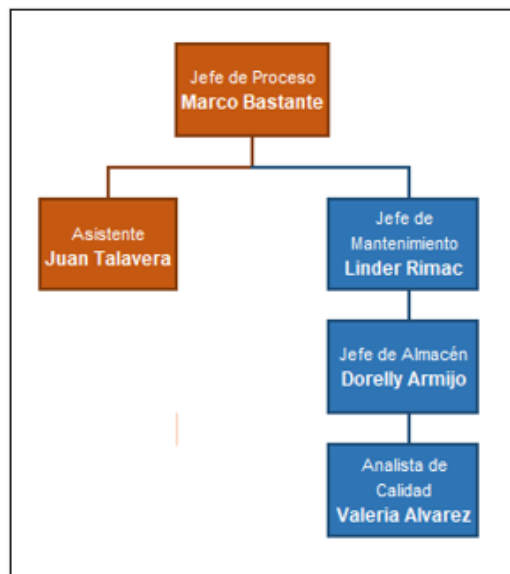 Jefe de Proceso
Marco Bastante
Asistente
Juan Talavera
Jefe de
Mantenimiento
Linder Rimac
Jefe de Almacén
Dorelly Armijo
Analista de
Calidad
Valeria Alvarez